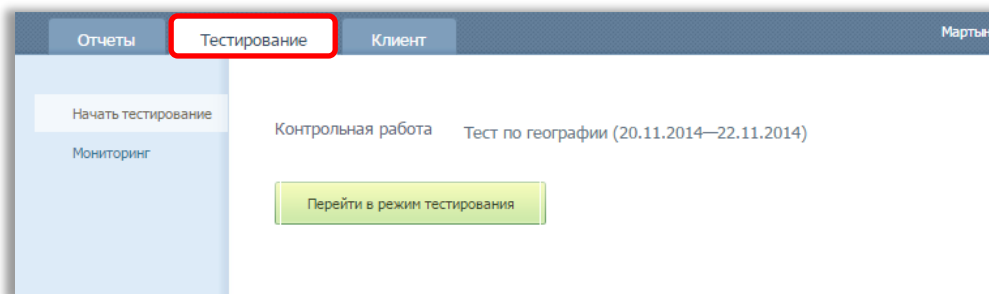 Отчеты Тестирование Клиент Мартын
Начать тестирование
Мониторинг
Контрольная работа Тест по географии (20.11.2014—22.11.2014)
Перейти в режим тестирования